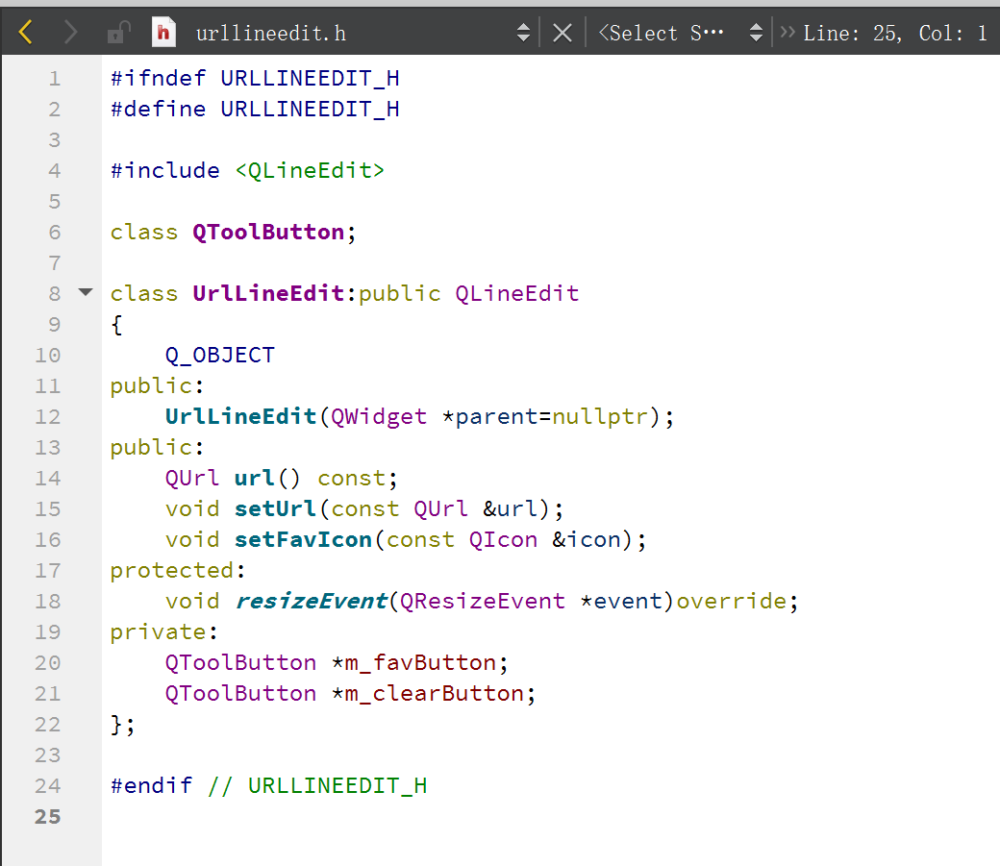 h urllineedit.h <Select S··· » Line: 25, Col: 1
1 #ifndef URLLINEEDIT_H
2 #define URLLINEEDIT_H
3
4 #include <QLineEdit>
5
6 class QToolButton;
7
8 class UrlLineEdit:public QLineEdit
9 {
10     Q_OBJECT
11 public:
12     UrlLineEdit(QWidget *parent=nullptr);
13 public:
14     QUrl url() const;
15     void setUrl(const QUrl &url);
16     void setFavIcon(const QIcon &icon);
17 protected:
18     void resizeEvent(QResizeEvent *event)override;
19 private:
20     QToolButton *m_favButton;
21     QToolButton *m_clearButton;
22 };
23
24 #endif // URLLINEEDIT_H
25